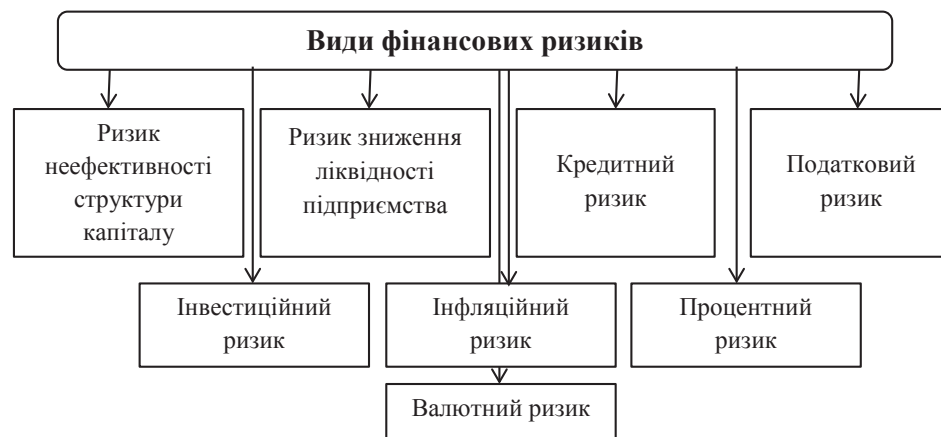 Види фінансових ризиків
Ризик
неефективності
структури
капіталу
Ризик зниження
ліквідності
підприємства
Кредитний
ризик
Податковий
ризик
Інвестиційний
ризик
Інфляційний
ризик
Процентний
ризик
Валютний ризик